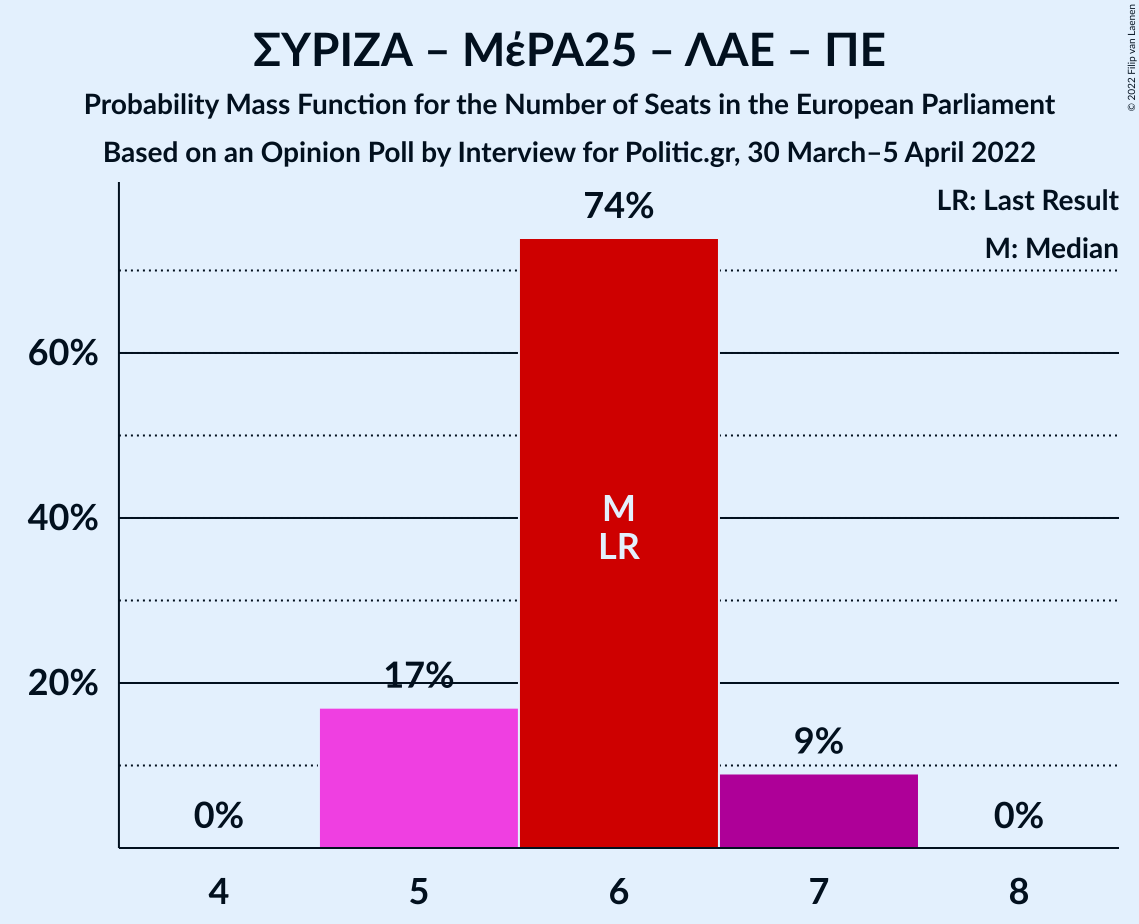 ΣΥΡΙΖΑ – ΜέΡΑ25 – ΛΑΕ – ΠΕ
Probability Mass Function for the Number of Seats in the European Parliament
Based on an Opinion Poll by Interview for Politic.gr, 30 March–5 April 2022
© 2022 Filip van Laenen
LR: Last Result
M: Median
74%
60%
40%
20%
M
LR
17%
9%
0%
0%
4
5
6
7
8